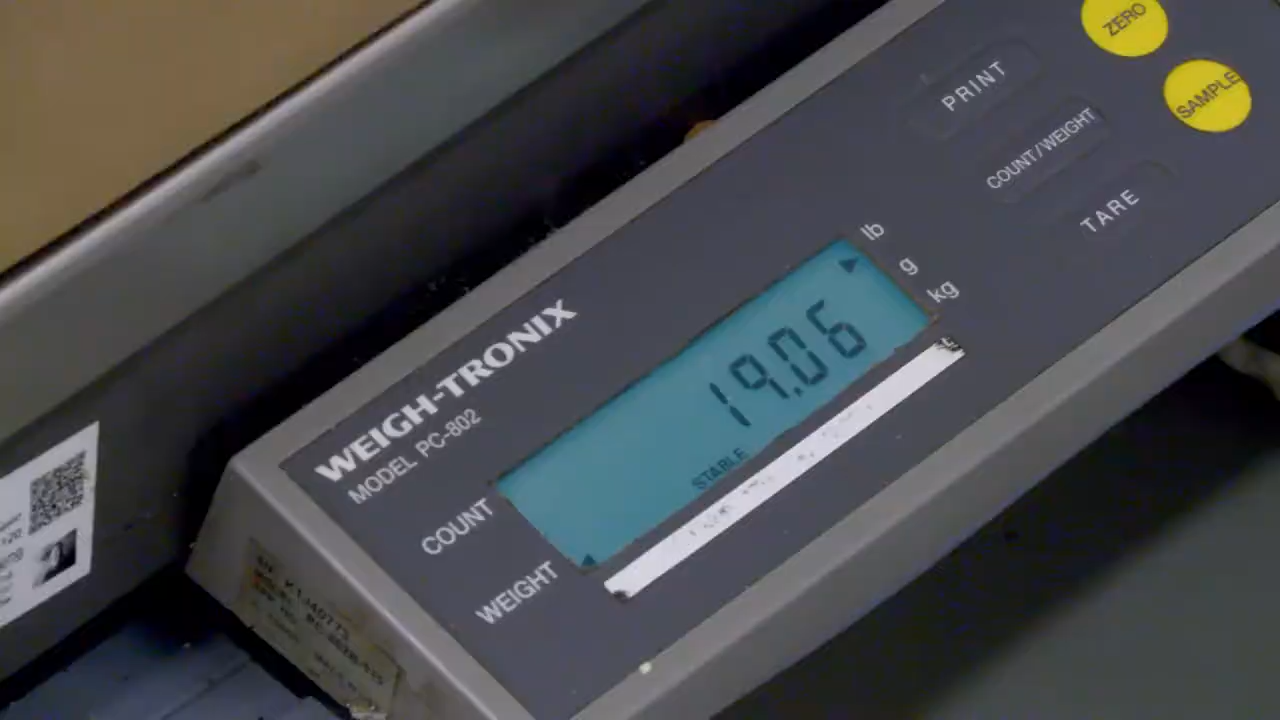 ZERO
SAMPLE
PRINT
COUNT/WEIGHT
TARE
lb
g
kg
WEIGH-TRONIX
MODEL PC-802
19.06
STABLE
COUNT
WEIGHT